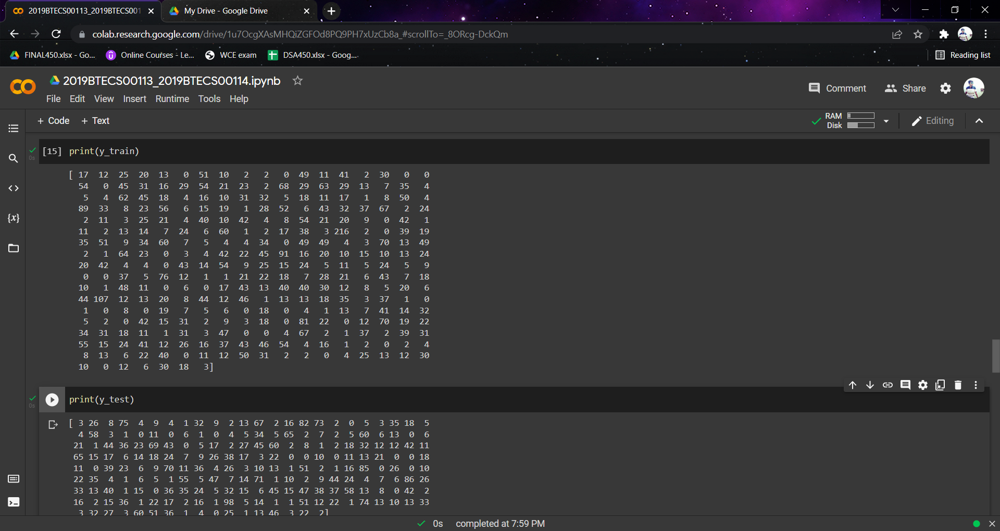 2019BTECS00113_2019BTECS001
My Drive - Google Drive
colab.research.google.com/drive/1u7OcgXAsMHQiZGFOd8PQ9PH7xUzCb8a_#scrollTo=_8ORcg-DckQm
FINAL450.xlsx - Go... Online Courses - Le... WCE exam DSA450.xlsx - Goog... Reading list
2019BTECS00113_2019BTECS00114.ipynb
Comment Share
File Edit View Insert Runtime Tools Help
+ Code + Text RAM Disk Editing
0s [15] print(y_train)
[ 17 12 25 20 13 0 51 10 2 2 0 49 11 41 2 30 0 0
54 0 45 31 16 29 54 21 23 2 68 29 63 29 13 7 35 4
5 4 62 45 18 4 16 10 31 32 5 18 11 17 1 8 50 4
89 33 8 23 56 6 15 19 1 28 52 6 43 32 37 67 2 24
2 11 3 25 21 4 40 10 42 4 8 54 21 20 9 0 42 1
11 2 13 14 7 24 6 60 1 2 17 38 3 216 2 0 39 19
35 51 9 34 60 7 5 4 4 34 0 49 49 4 3 70 13 49
2 1 64 23 0 3 4 42 22 45 91 16 20 10 15 10 13 24
20 42 4 4 0 43 14 54 9 25 15 24 5 11 5 24 5 9
0 0 37 5 76 12 1 1 21 22 18 7 28 21 6 43 7 18
10 1 48 11 0 6 0 17 43 13 40 40 30 12 8 5 20 6
44 107 12 13 20 8 44 12 46 1 13 13 18 35 3 37 1 0
1 0 8 0 19 7 5 6 0 18 0 4 1 13 7 41 14 32
5 2 0 42 15 31 2 9 3 18 0 81 22 0 12 70 19 22
34 31 18 11 1 31 3 47 0 0 4 67 2 1 37 2 39 31
55 15 24 41 12 26 16 37 43 46 54 4 16 1 2 0 2 4
8 13 6 22 40 0 11 12 50 31 2 2 0 4 25 13 12 30
10 0 12 6 30 18 3]
0s print(y_test)
[ 3 26 8 75 4 9 4 1 32 9 2 13 67 2 16 82 73 2 0 5 3 35 18 5
4 58 3 1 0 11 0 6 1 0 4 5 34 5 65 2 7 2 5 60 6 13 0 6
21 1 44 36 23 69 43 0 5 17 2 27 45 60 2 8 1 2 18 32 12 12 42 11
65 15 17 6 14 18 24 7 9 26 38 17 3 22 0 0 10 0 11 13 21 0 0 18
11 0 39 23 6 9 70 11 36 4 26 3 10 13 1 51 2 1 16 85 0 26 0 10
22 35 4 1 6 5 1 55 5 47 7 14 71 1 10 2 9 44 24 4 7 6 86 26
33 13 40 1 15 0 36 35 24 5 32 15 6 45 15 47 38 37 58 13 8 0 42 2
16 2 15 36 1 22 17 2 16 1 98 5 14 1 1 51 12 22 1 74 13 10 13 33
3 32 27 3 60 51 36 1 4 0 25 1 13 46 3 22 2]
0s completed at 7:59 PM